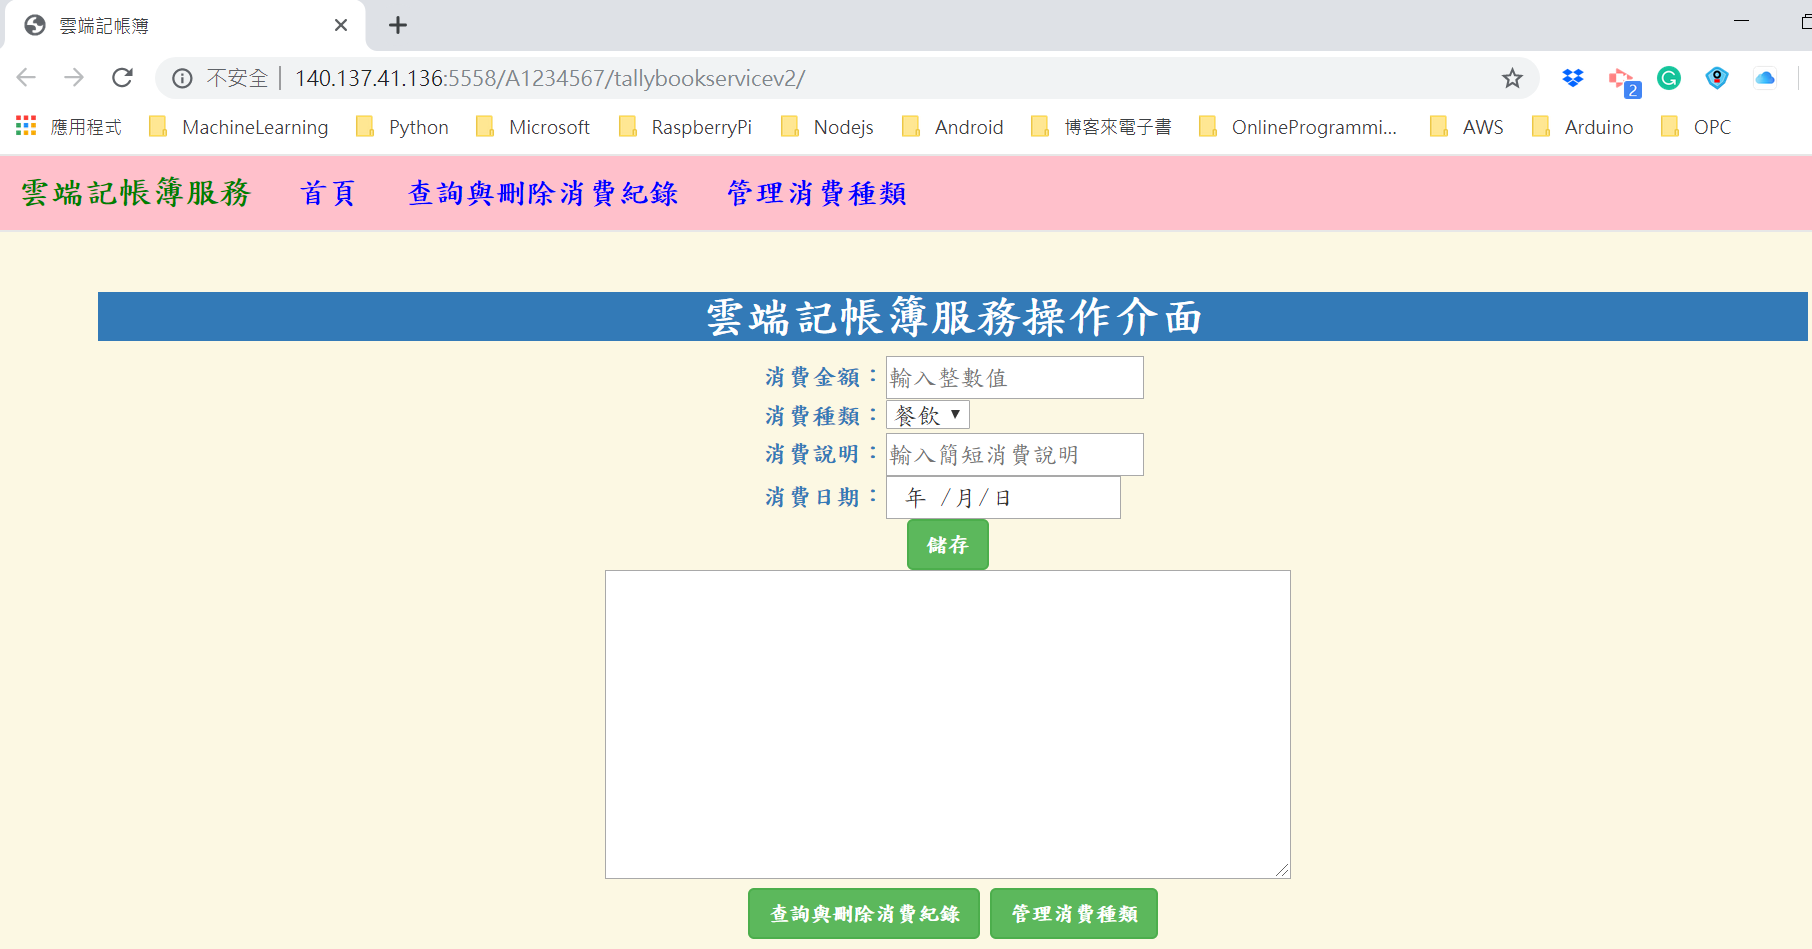 雲端記帳簿
不安全 140.137.41.136:5558/A1234567/tallybookservicev2/
2
應用程式 MachineLearning Python Microsoft RaspberryPi Nodejs Android 博客來電子書 OnlineProgrammi... AWS Arduino OPC
雲端記帳簿服務 首頁 查詢與刪除消費紀錄 管理消費種類
雲端記帳簿服務操作介面
消費金額：輸入整數值
消費種類：餐飲
消費說明：輸入簡短消費說明
消費日期：年 /月/日
儲存
查詢與刪除消費紀錄 管理消費種類